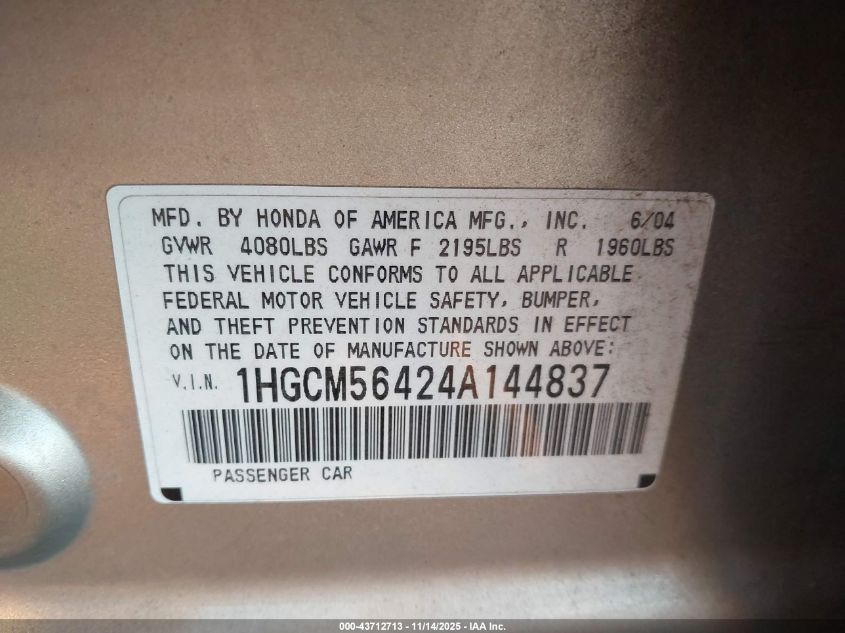 MFD. BY HONDA OF AMERICA MFG., INC. 6/04
GVWR 4080LBS GAWR F 2195LBS R 1960LBS
THIS VEHICLE CONFORMS TO ALL APPLICABLE
FEDERAL MOTOR VEHICLE SAFETY, BUMPER,
AND THEFT PREVENTION STANDARDS IN EFFECT
ON THE DATE OF MANUFACTURE SHOWN ABOVE:
V.I.N. 1HGCM56424A144837
PASSENGER CAR
000-43712713 - 11/14/2025 - IAA Inc.